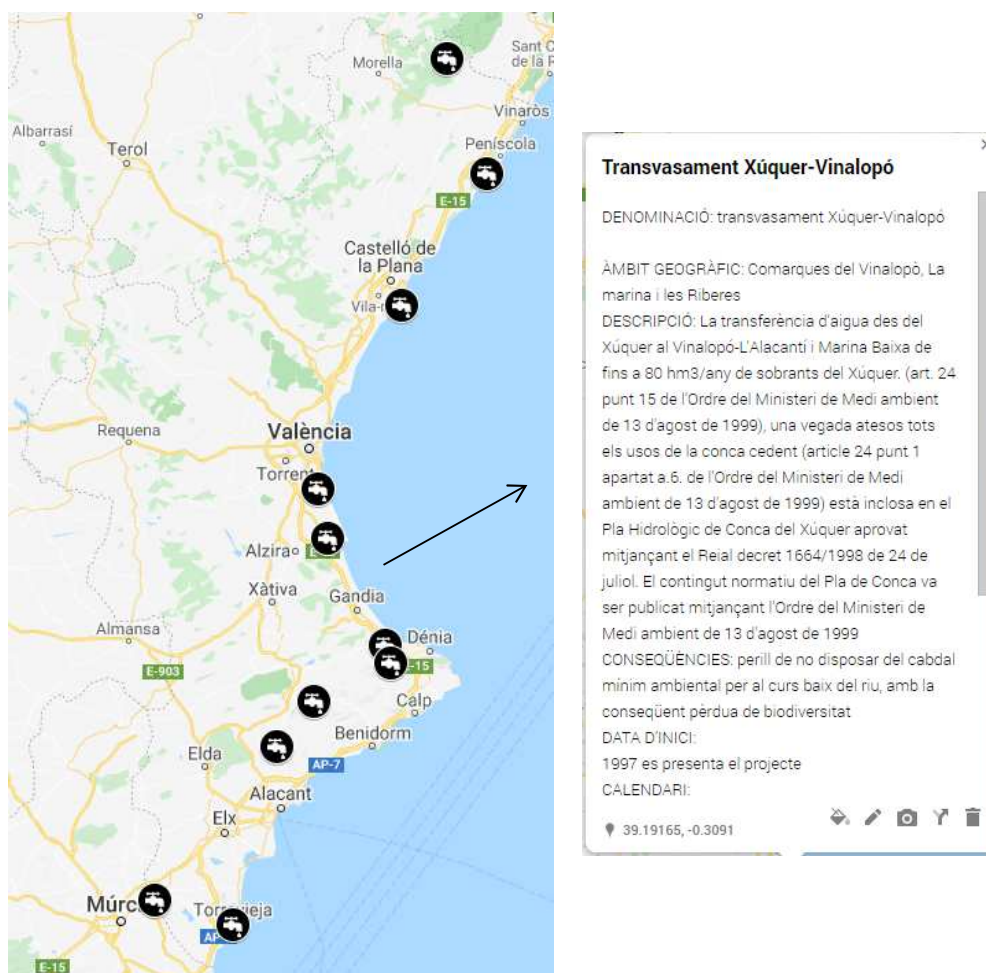 Morella
Sant C
de la R
Vinaròs
Albarrasí
Terol
Peníscola
E-15
Castelló de
la Plana
Vila-r
Requena
València
Torrent
Alzira
Xàtiva
Gandia
Almansa
Dénia
E-903
-15
Calp
Benidorm
Elda
AP-7
Alacant
Elx
Múrc
Torrevieja
AP
E-15
Transvasament Xúquer-Vinalopó
DENOMINACIÓ: transvasament Xúquer-Vinalopó
ÀMBIT GEOGRÀFIC: Comarques del Vinalopó, La
marina i les Riberes
DESCRIPCIÓ: La transferència d'aigua des del
Xúquer al Vinalopó-L'Alacantí i Marina Baixa de
fins a 80 hm3/any de sobrants del Xúquer. (art. 24
punt 15 de l'Ordre del Ministeri de Medi ambient
de 13 d'agost de 1999), una vegada atesos tots
els usos de la conca cedent (article 24 punt 1
apartat a.6. de l'Ordre del Ministeri de Medi
ambient de 13 d'agost de 1999) està inclosa en el
Pla Hidrològic de Conca del Xúquer aprovat
mitjançant el Reial decret 1664/1998 de 24 de
juliol. El contingut normatiu del Pla de Conca va
ser publicat mitjançant l'Ordre del Ministeri de
Medi ambient de 13 d'agost de 1999
CONSEQÜÈNCIES: perill de no disposar del cabdal
mínim ambiental per al curs baix del riu, amb la
conseqüent pèrdua de biodiversitat
DATA D'INICI:
1997 es presenta el projecte
CALENDARI:
39.19165, -0.3091